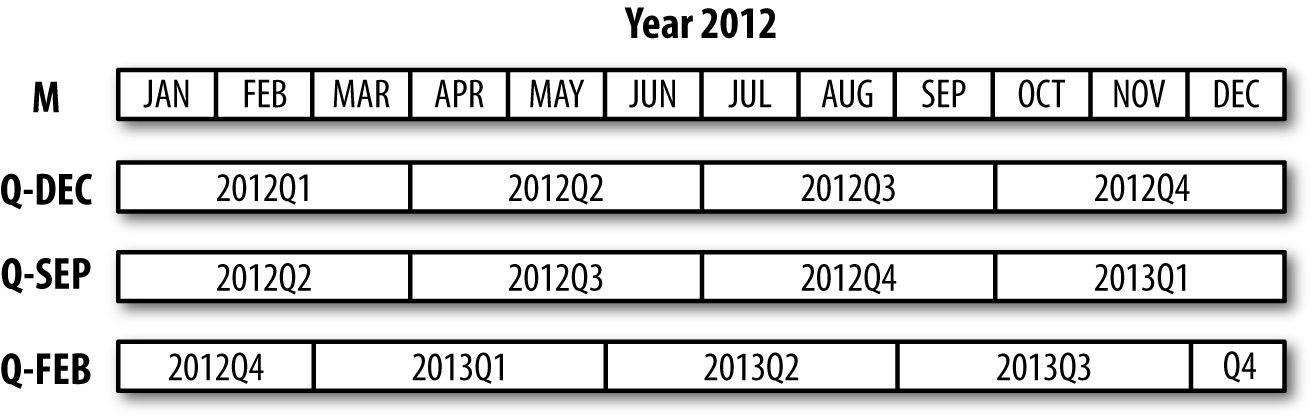 Year 2012
M JAN FEB MAR APR MAY JUN JUL AUG SEP OCT NOV DEC
Q-DEC 2012Q1 2012Q2 2012Q3 2012Q4
Q-SEP 2012Q2 2012Q3 2012Q4 2013Q1
Q-FEB 2012Q4 2013Q1 2013Q2 2013Q3 Q4